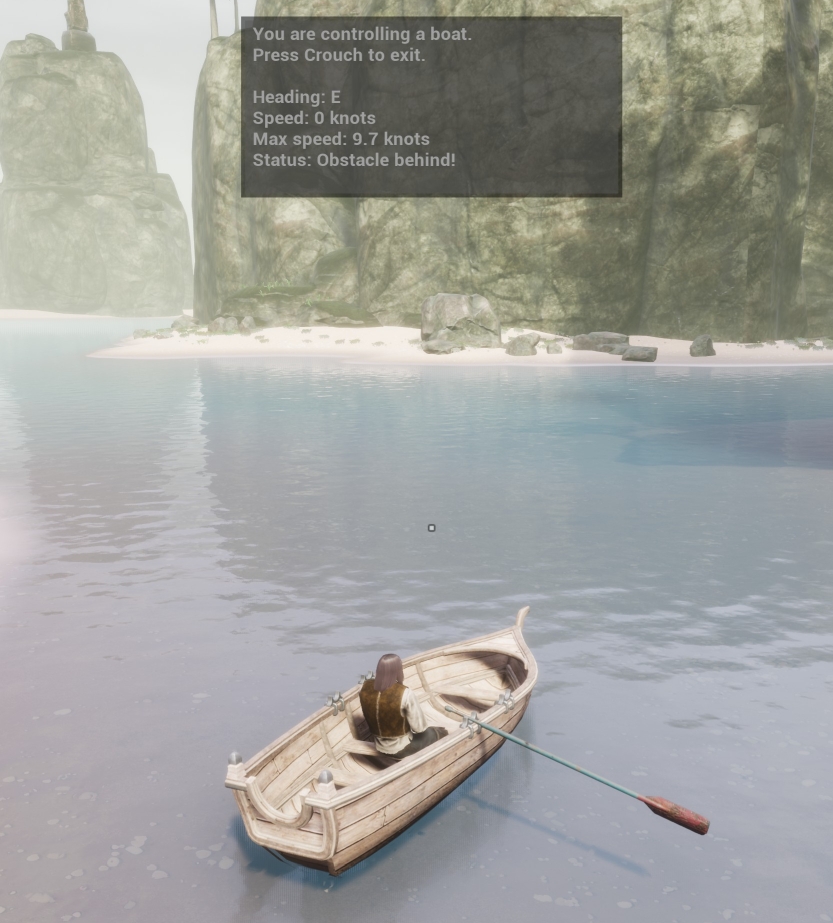 You are controlling a boat.
Press Crouch to exit.
Heading: E
Speed: 0 knots
Max speed: 9.7 knots
Status: Obstacle behind!